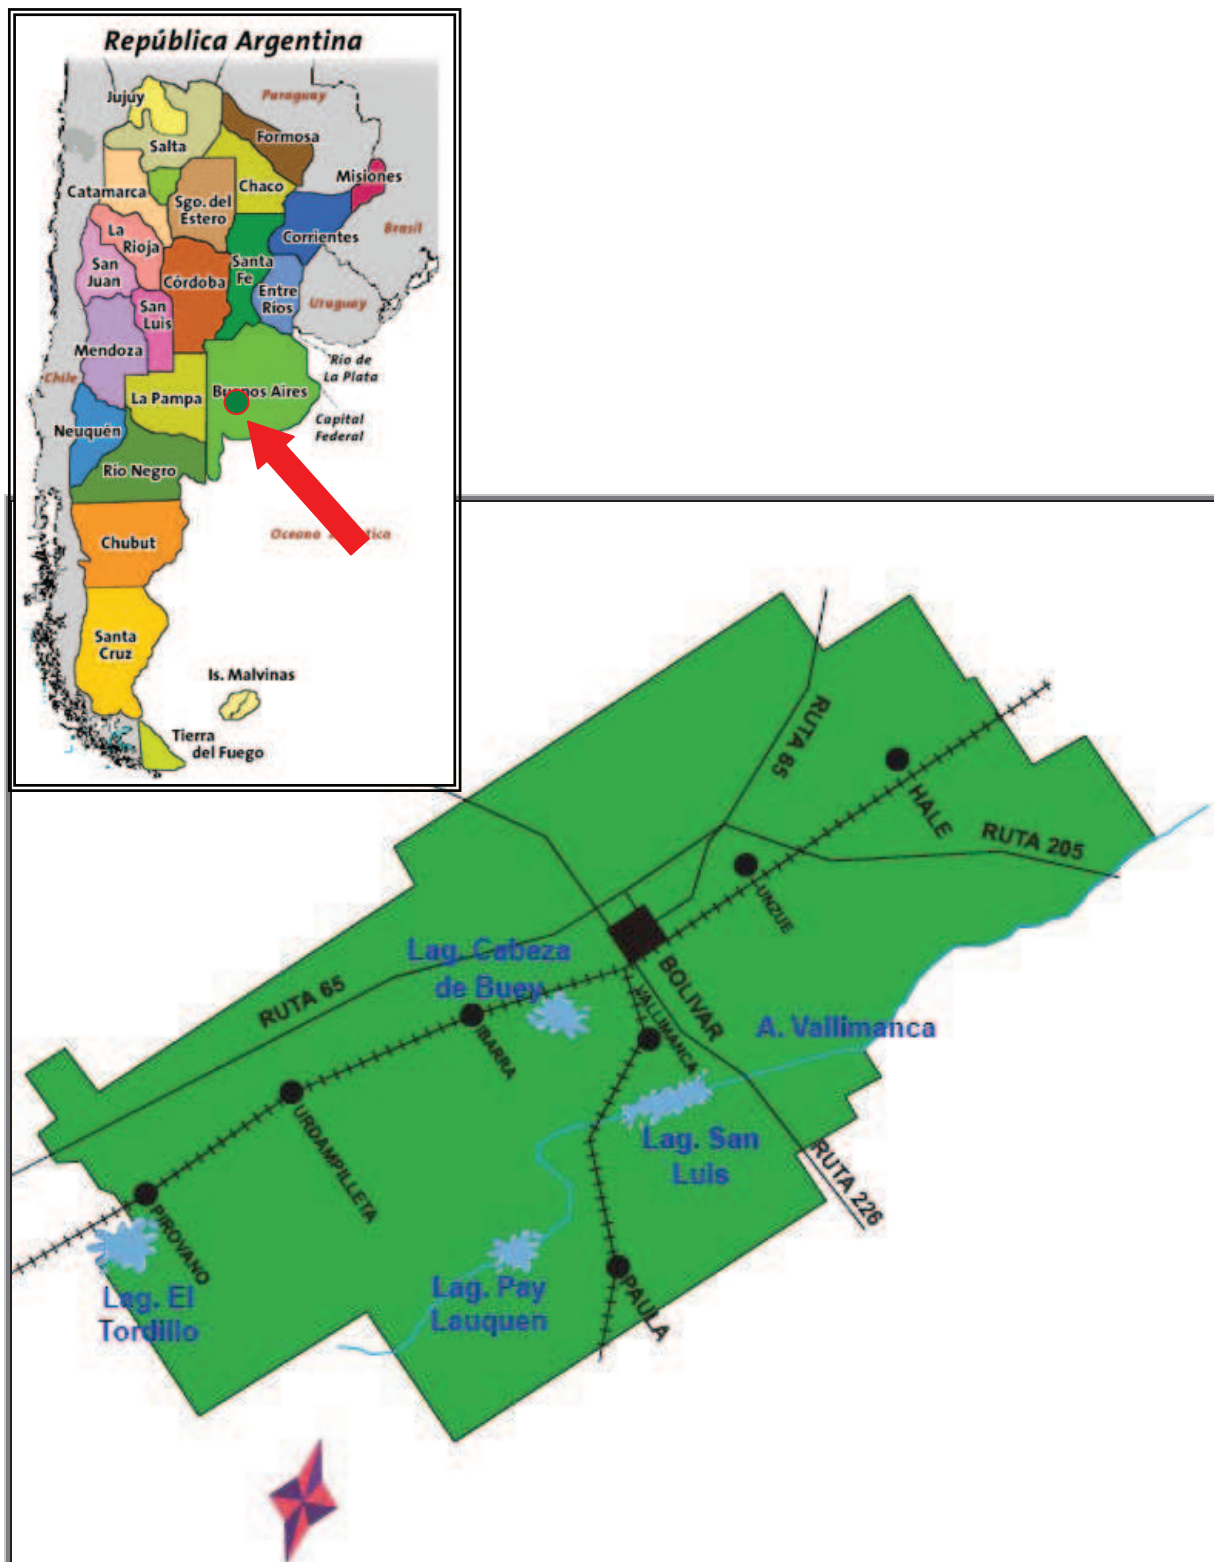 República Argentina
Jujuy
Paraguay
Formosa
Salta
Misiones
Catamarca
Chaco
Sgo. del
Estero
La
Rioja
Corrientes
Brasil
San
Juan
Córdoba
Santa
Fe
Entre
Ríos
Uruguay
San
Luis
Mendoza
Río de
La Plata
Chile
La Pampa
Buenos Aires
Capital
Federal
Neuquén
Río Negro
Oceano
Chubut
Santa
Cruz
Is. Malvinas
Tierra
del Fuego
RUTA 65
HALE
RUTA 205
UNZUE
Lag. Cabeza
de Buey
BOLIVAR
RUTA 65
VALLIMANCA
A. Vallimanca
IBARRA
URDAMPILLETA
Lag. San
Luis
RUTA 226
PIROVANO
Lag. El
Tordillo
Lag. Pay
Lauquen
PAULA